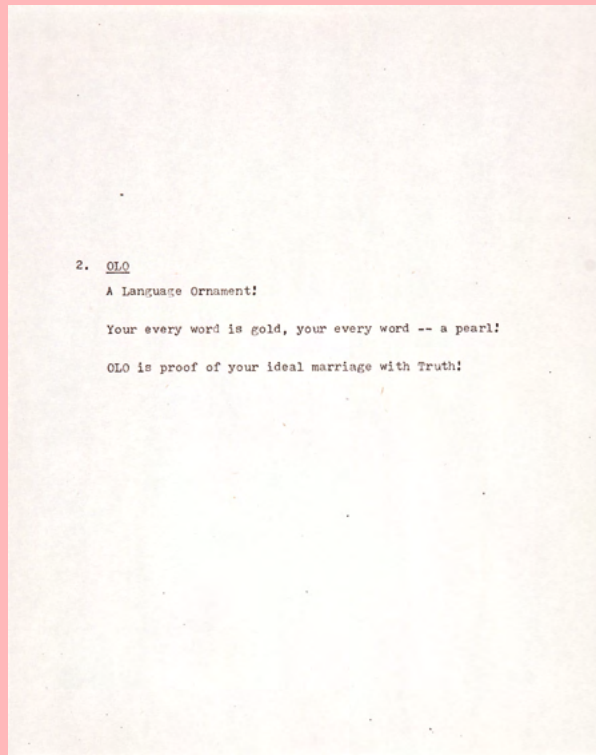 2. OLO
A Language Ornament!
Your every word is gold, your every word -- a pearl!
OLO is proof of your ideal marriage with Truth!